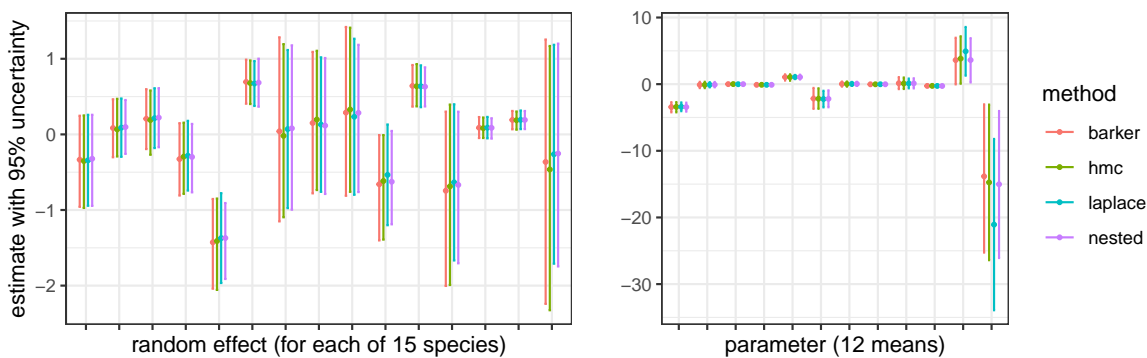 estimate with 95% uncertainty
1
0
−1
−2
random effect (for each of 15 species)
10
0
−10
−20
−30
parameter (12 means)
method
barker
hmc
laplace
nested